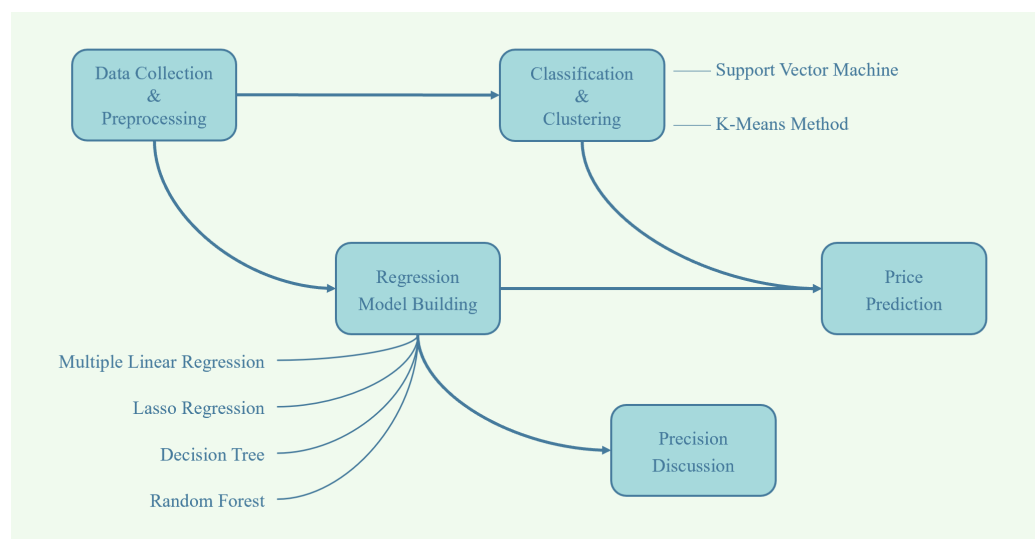 Data Collection
&
Preprocessing
Classification
&
Clustering
Support Vector Machine
K-Means Method
Regression
Model Building
Price
Prediction
Multiple Linear Regression
Lasso Regression
Decision Tree
Random Forest
Precision
Discussion